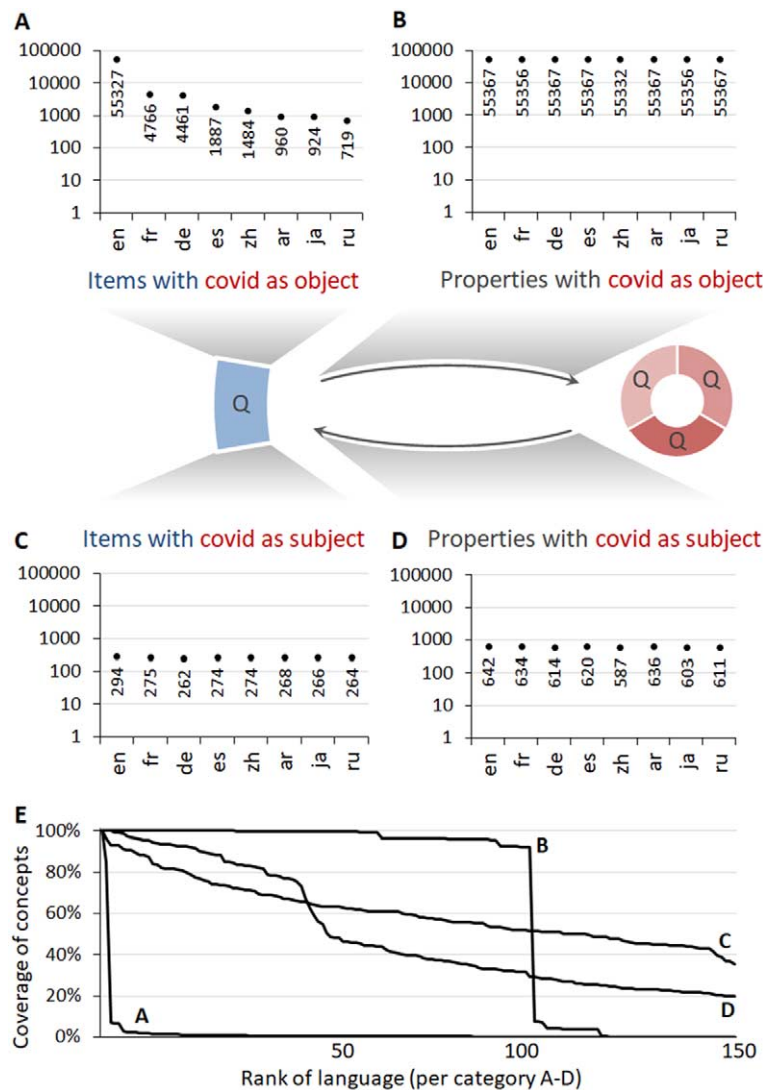 A
100000
10000
1000
100
10
1
55327
4766
4461
1887
1484
960
924
719
en
fr
de
es
zh
ar
ja
ru
Items with covid as object
B
100000
10000
1000
100
10
1
55367
55356
55367
55367
55332
55367
55356
55367
en
fr
de
es
zh
ar
ja
ru
Properties with covid as object
Q
Q
Q
Q
C Items with covid as subject
100000
10000
1000
100
10
1
294
275
262
274
274
268
266
264
en
fr
de
es
zh
ar
ja
ru
D Properties with covid as subject
100000
10000
1000
100
10
1
642
634
614
620
587
636
603
611
en
fr
de
es
zh
ar
ja
ru
E
Coverage of concepts
100%
80%
60%
40%
20%
0%
A
B
C
D
50
100
150
Rank of language (per category A-D)